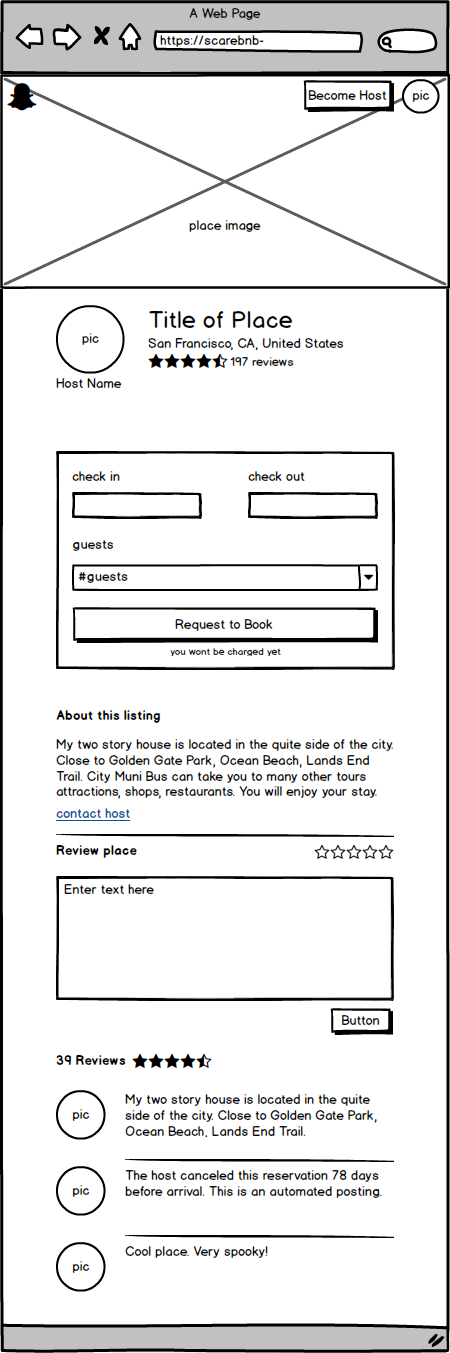 A Web Page
https://scarebnb-
Become Host
pic
place image
pic
Title of Place
San Francisco, CA, United States
197 reviews
Host Name
check in
check out
guests
#guests
Request to Book
you wont be charged yet
About this listing
My two story house is located in the quite side of the city.
Close to Golden Gate Park, Ocean Beach, Lands End
Trail. City Muni Bus can take you to many other tours
attractions, shops, restaurants. You will enjoy your stay.
contact host
Review place
Enter text here
Button
39 Reviews
pic
My two story house is located in the quite
side of the city. Close to Golden Gate Park,
Ocean Beach, Lands End Trail.
pic
The host canceled this reservation 78 days
before arrival. This is an automated posting.
pic
Cool place. Very spooky!